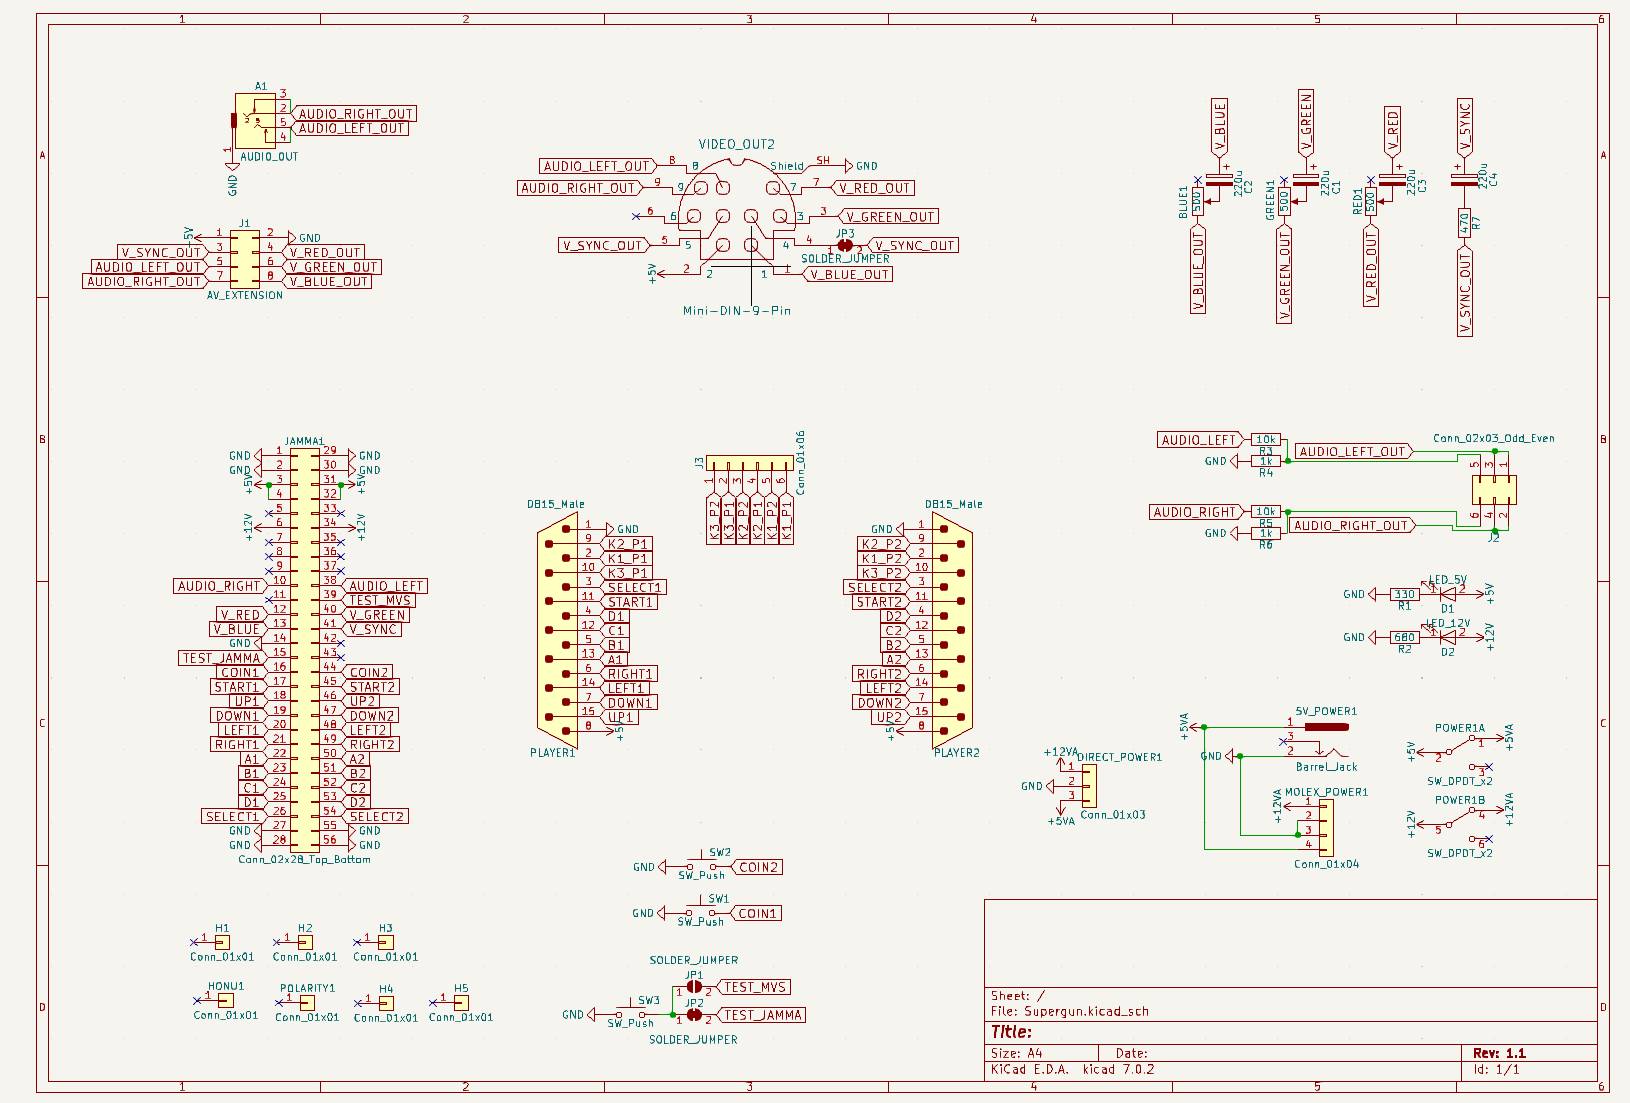 1 2 3 4 5 6
A A
B B
C C
D D
A1
3
2 AUDIO_RIGHT_OUT
5 AUDIO_LEFT_OUT
4
1
AUDIO_OUT
GND
J1
+5V 1 2 GND
V_SYNC_OUT 3 4 V_RED_OUT
AUDIO_LEFT_OUT 5 6 V_GREEN_OUT
AUDIO_RIGHT_OUT 7 8 V_BLUE_OUT
AV_EXTENSION
VIDEO_OUT2
AUDIO_LEFT_OUT 8 8 Shield SH GND
AUDIO_RIGHT_OUT 9 9 7 7 V_RED_OUT
6 6 3 3 V_GREEN_OUT
V_SYNC_OUT 5 5 4 4 JP3 1 2 V_SYNC_OUT
SOLDER_JUMPER
+5V 2 2 1 1 V_BLUE_OUT
Mini-DIN-9-Pin
V_BLUE V_GREEN V_RED V_SYNC
+ + + +
220u C2 220u C1 220u C3 220u C4
BLUE1 500 GREEN1 500 RED1 500 470 R7
V_BLUE_OUT V_GREEN_OUT V_RED_OUT V_SYNC_OUT
JAMMA1
GND 1 29 GND
GND 2 30 GND
+5V 3 31 +5V
4 32
5 33
+12V 6 34 +12V
7 35
8 36
9 37
AUDIO_RIGHT 10 38 AUDIO_LEFT
11 39 TEST_MVS
V_RED 12 40 V_GREEN
V_BLUE 13 41 V_SYNC
GND 14 42
TEST_JAMMA 15 43
COIN1 16 44 COIN2
START1 17 45 START2
UP1 18 46 UP2
DOWN1 19 47 DOWN2
LEFT1 20 48 LEFT2
RIGHT1 21 49 RIGHT2
A1 22 50 A2
B1 23 51 B2
C1 24 52 C2
D1 25 53 D2
SELECT1 26 54 SELECT2
GND 27 55 GND
GND 28 56 GND
Conn_02x28_Top_Bottom
DB15_Male
1 GND
9 K2_P1
2 K1_P1
10 K3_P1
3 SELECT1
11 START1
4 D1
12 C1
5 B1
13 A1
6 RIGHT1
14 LEFT1
7 DOWN1
15 UP1
8 +5V
PLAYER1
J3 Conn_01x06
1 2 3 4 5 6
K3_P2 K3_P1 K2_P2 K2_P1 K1_P2 K1_P1
DB15_Male
GND 1
K2_P2 9
K1_P2 2
K3_P2 10
SELECT2 3
START2 11
D2 4
C2 12
B2 5
A2 13
RIGHT2 6
LEFT2 14
DOWN2 7
UP2 15
+5V 8
PLAYER2
AUDIO_LEFT 10k R3 AUDIO_LEFT_OUT
GND 1k R4
AUDIO_RIGHT 10k R5 AUDIO_RIGHT_OUT
GND 1k R6
Conn_02x03_Odd_Even
5 3 1
6 4 2
J2
GND 330 R1 LED_5V 1 2 D1 +5V
GND 680 R2 LED_12V 1 2 D2 +12V
+12VA DIRECT_POWER1
1
GND 2
3
+5VA Conn_01x03
+5VA 5V_POWER1
1
3
GND 2
Barrel_Jack
MOLEX_POWER1
+12VA 1
2
3
4
Conn_01x04
POWER1A
+5V 2 1 +5VA
3
SW_DPDT_x2
POWER1B
+12V 5 4 +12VA
6
SW_DPDT_x2
GND SW2 COIN2
SW_Push
GND SW1 COIN1
SW_Push
SOLDER_JUMPER
JP1
1 2 TEST_MVS
GND SW3 JP2
SW_Push 1 2 TEST_JAMMA
SOLDER_JUMPER
H1 H2 H3
1 1 1
Conn_01x01 Conn_01x01 Conn_01x01
HONU1 POLARITY1 H4 H5
1 1 1 1
Conn_01x01 Conn_01x01 Conn_01x01 Conn_01x01
Sheet: /
File: Supergun.kicad_sch
Title:
Size: A4 Date: Rev: 1.1
KiCad E.D.A. kicad 7.0.2 Id: 1/1
1 2 3 4 5 6